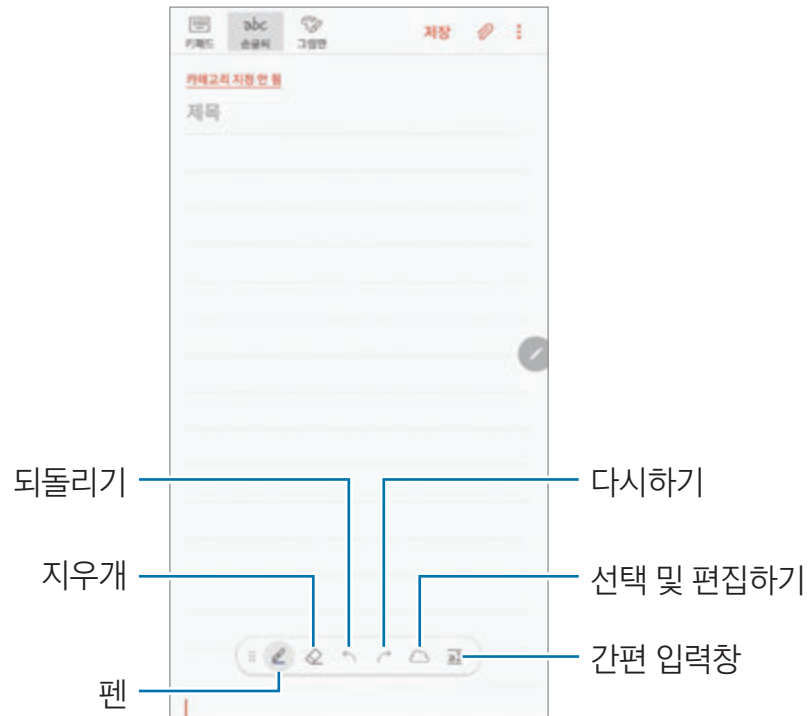 abc
키패드 손글씨 그림판 저장
카테고리 지정 안 됨
제목
되돌리기 다시하기
지우개 선택 및 편집하기
간편 입력창
펜